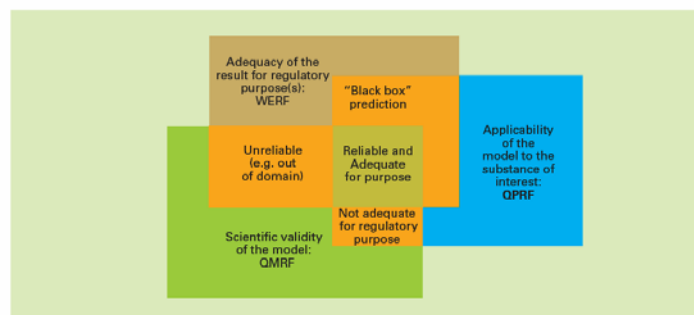 Adequacy of the
result for regulatory
purpose(s):
WERF
“Black box”
prediction
Applicability
of the
model to the
substance of
interest:
QPRF
Unreliable
(e.g. out
of domain)
Reliable and
Adequate
for purpose
Not adequate
for regulatory
purpose
Scientific validity
of the model:
QMRF